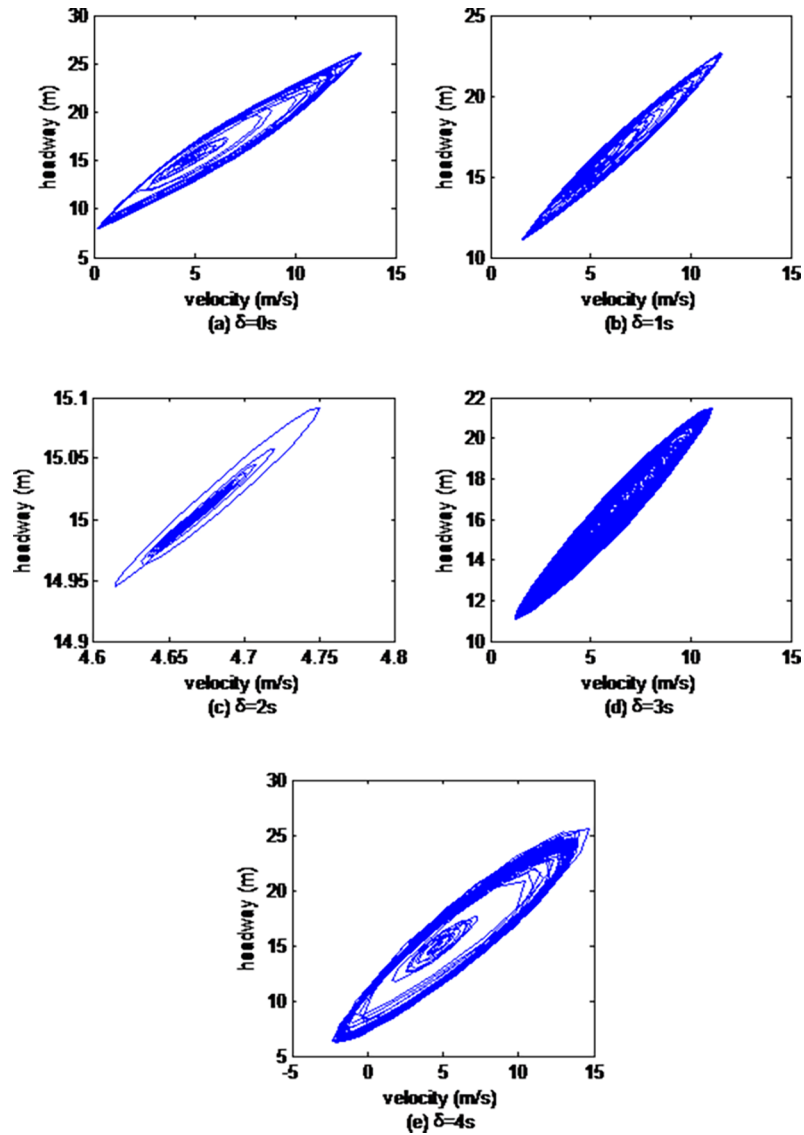 30
25
20
15
10
5
headway (m)
0 5 10 15
velocity (m/s)
(a) δ=0s
25
20
15
10
headway (m)
0 5 10 15
velocity (m/s)
(b) δ=1s
15.1
15.05
15
14.95
14.9
headway (m)
4.6 4.65 4.7 4.75 4.8
velocity (m/s)
(c) δ=2s
22
20
18
16
14
12
10
headway (m)
0 5 10 15
velocity (m/s)
(d) δ=3s
30
25
20
15
10
5
headway (m)
-5 0 5 10 15
velocity (m/s)
(e) δ=4s